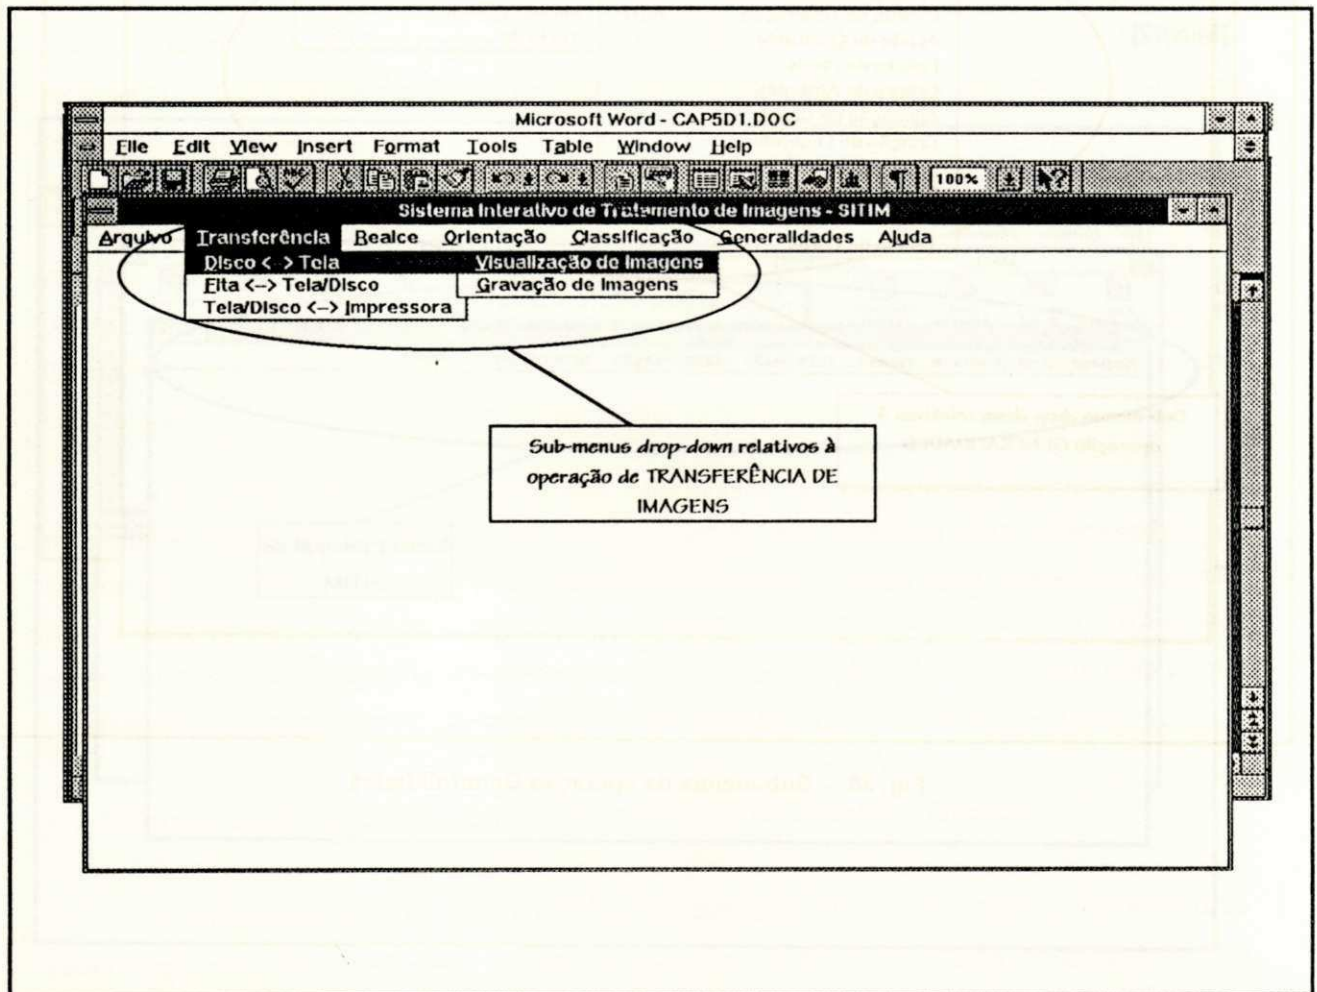 Microsoft Word - CAP5D1.DOC
File Edit View Insert Format Tools Table Window Help
100%
Sistema Interativo de Tratamento de Imagens - SITIM
Arquivo Transferência Realce Orientação Classificação Generalidades Ajuda
Disco <--> Tela Visualização de Imagens
Fita <--> Tela/Disco Gravação de Imagens
Tela/Disco <--> Impressora
Sub-menus drop-down relativos à
operação de TRANSFERÊNCIA DE
IMAGENS